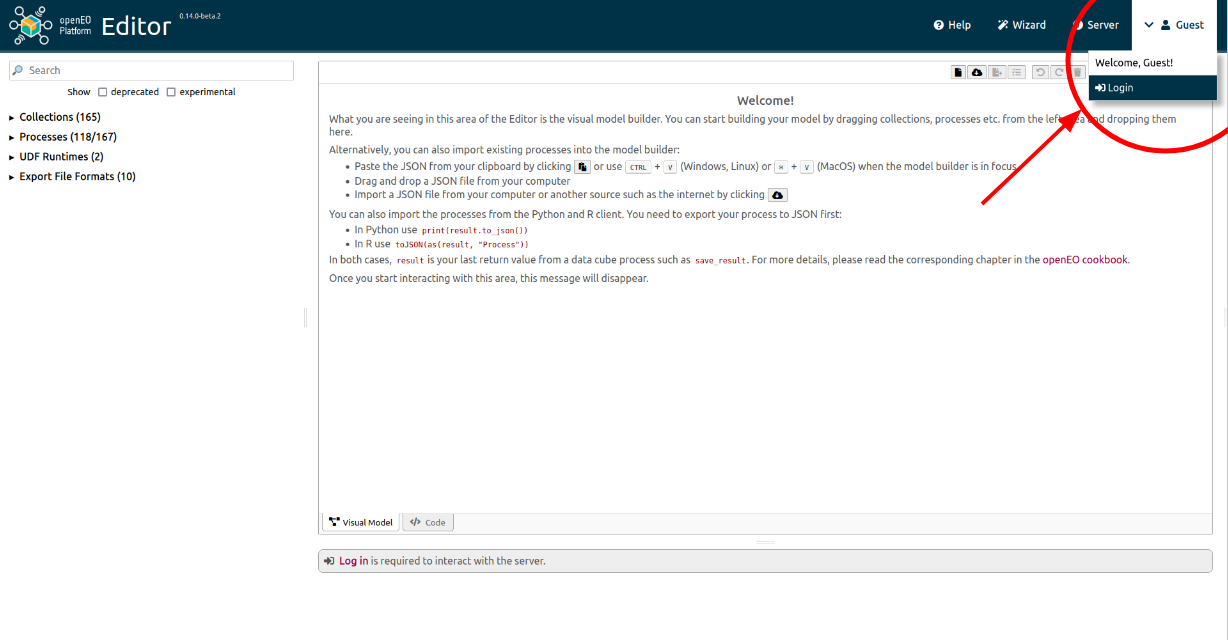 openEO
Platform
Editor
0.14.0-beta.2
Help
Wizard
Server
Guest
Welcome, Guest!
Login
Search
Show deprecated experimental
Collections (165)
Processes (118/167)
UDF Runtimes (2)
Export File Formats (10)
Welcome!
What you are seeing in this area of the Editor is the visual model builder. You can start building your model by dragging collections, processes etc. from the left area and dropping them
here.
Alternatively, you can also import existing processes into the model builder:
• Paste the JSON from your clipboard by clicking or use CTRL + V (Windows, Linux) or ⌘ + V (MacOS) when the model builder is in focus
• Drag and drop a JSON file from your computer
• Import a JSON file from your computer or another source such as the internet by clicking
You can also import the processes from the Python and R client. You need to export your process to JSON first:
• In Python use print(result.to_json())
• In R use toJSON(as(result, "Process"))
In both cases, result is your last return value from a data cube process such as save_result. For more details, please read the corresponding chapter in the openEO cookbook.
Once you start interacting with this area, this message will disappear.
Visual Model
Code
Log in is required to interact with the server.